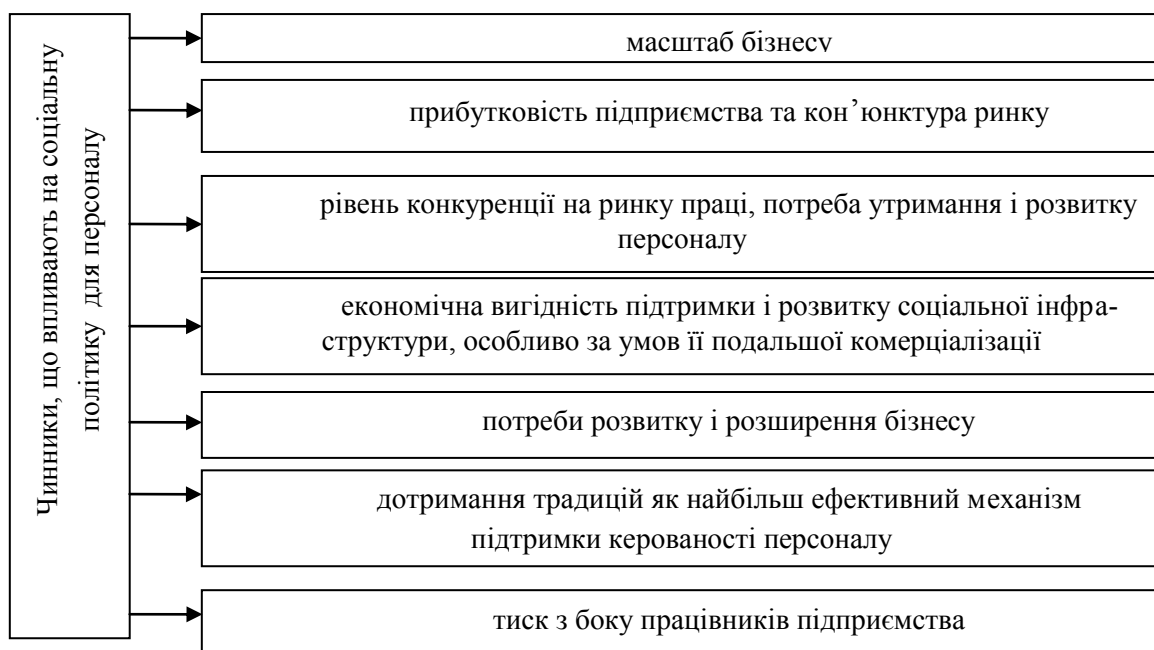 Чинники, що впливають на соціальну
політику для персоналу
масштаб бізнесу
прибутковість підприємства та кон’юнктура ринку
рівень конкуренції на ринку праці, потреба утримання і розвитку
персоналу
економічна вигідність підтримки і розвитку соціальної інфра-
структури, особливо за умов її подальшої комерціалізації
потреби розвитку і розширення бізнесу
дотримання традицій як найбільш ефективний механізм
підтримки керованості персоналу
тиск з боку працівників підприємства